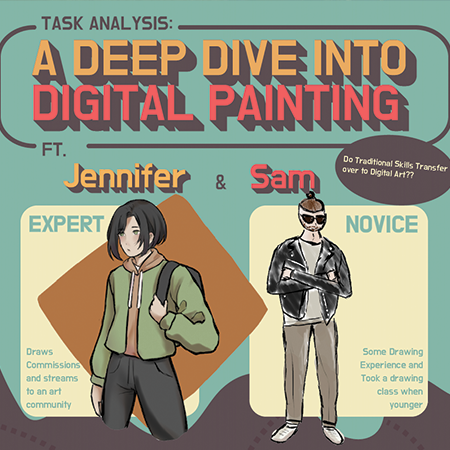 TASK ANALYSIS:
A DEEP DIVE INTO
DIGITAL PAINTING
FT.
Jennifer & Sam
Do Traditional Skills Transfer
over to Digital Art??
EXPERT
Draws
Commissions
and streams
to an art
community
NOVICE
Some Drawing
Experience and
Took a drawing
class when
younger